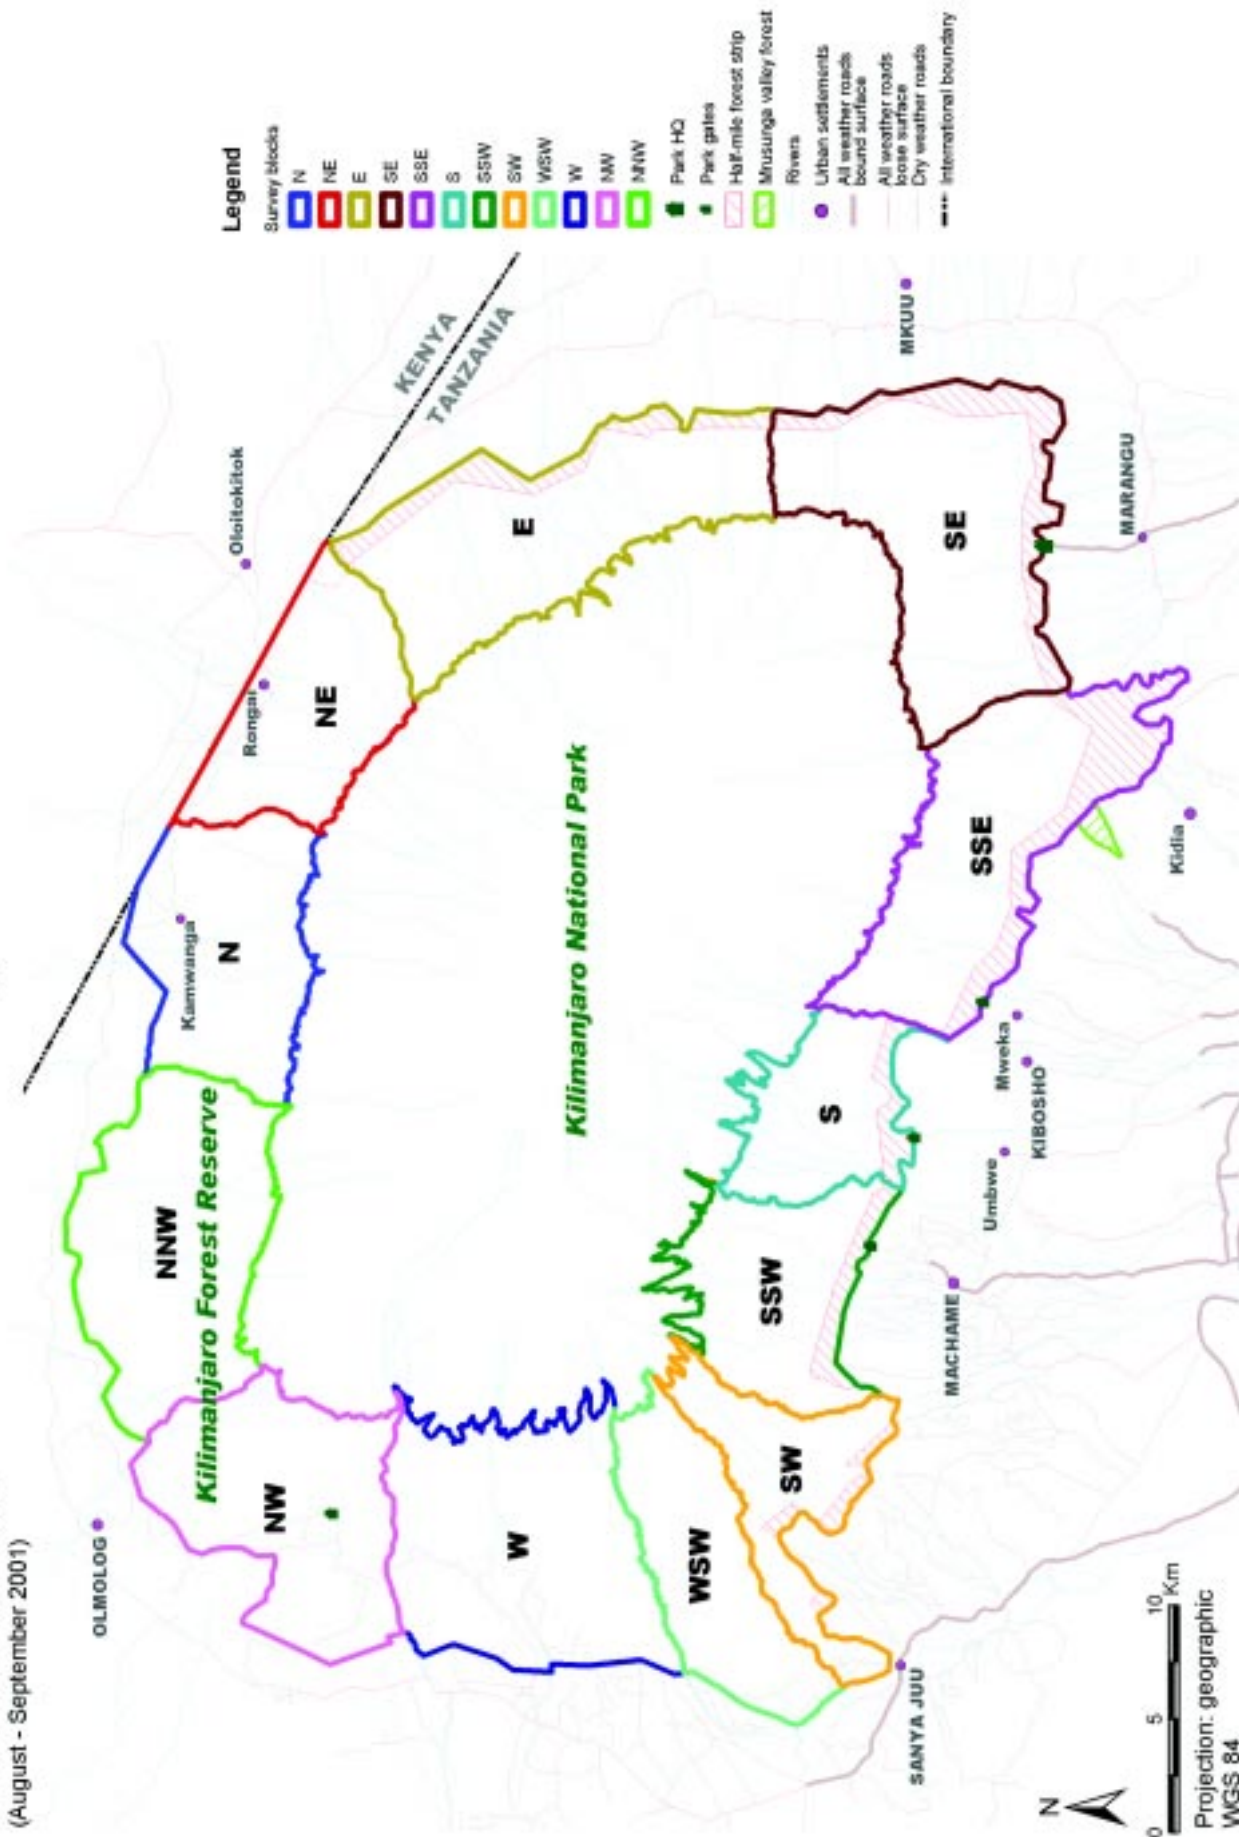 (August - September 2001)
Legend
Survey blocks
N
NE
E
SE
SSE
S
SSW
SW
WSW
W
NW
NNW
Park HQ
Park gates
Half-mile forest strip
Mrusunga valley forest
Rivers
Urban settlements
All weather roads
bound surface
All weather roads
loose surface
Dry weather roads
International boundary
KENYA
TANZANIA
Oloitokitok
Rongai
Kamwanga
OLMOLOG
N
NE
E
NNW
NW
Kilimanjaro Forest Reserve
Kilimanjaro National Park
W
WSW
SW
SSW
S
SSE
SE
MKUU
MARANGU
Kidia
Mweka
KIBOSHO
Umbwe
MACHAME
SANYA JUU
N
0 5 10
Km
Projection: geographic
WGS 84